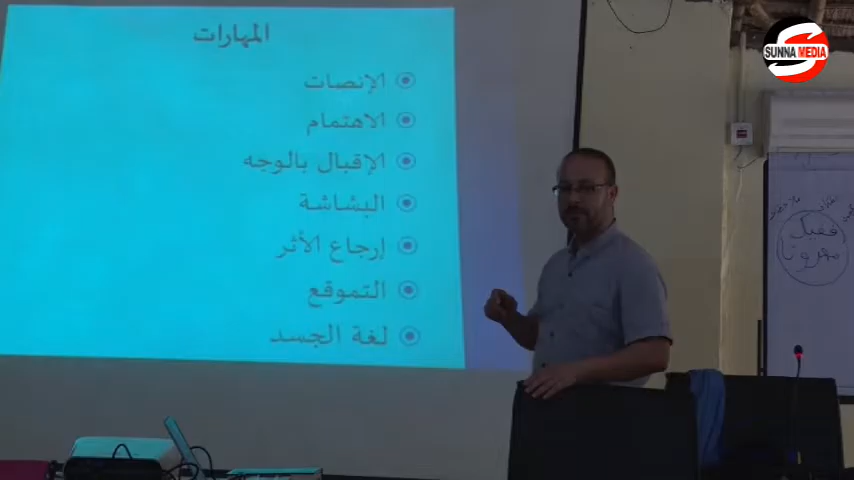 المهارات
الإنصات
الاهتمام
الإقبال بالوجه
البشاشة
إرجاع الأثر
التموقع
لغة الجسد
SUNNA MEDIA